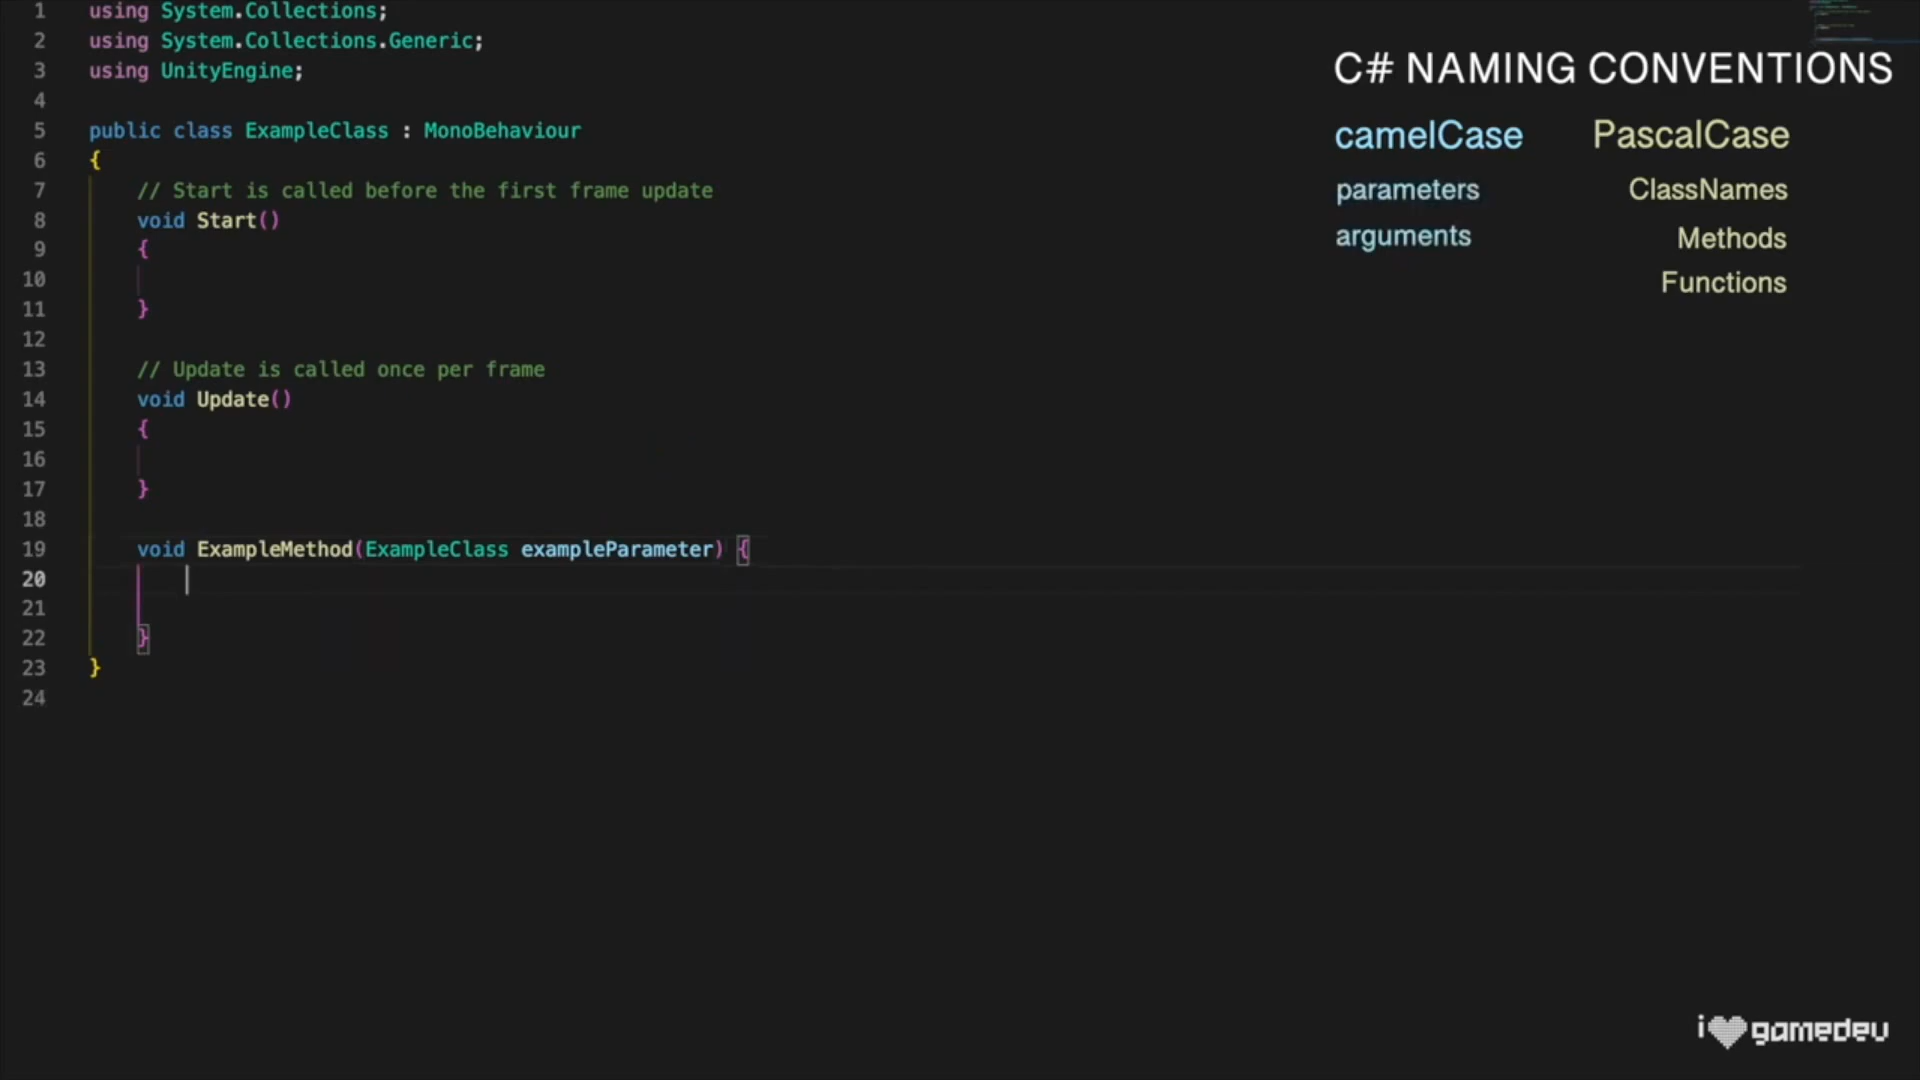 1 using System.Collections;
2 using System.Collections.Generic;
3 using UnityEngine;
4
5 public class ExampleClass : MonoBehaviour
6 {
7 // Start is called before the first frame update
8 void Start()
9 {
10
11 }
12
13 // Update is called once per frame
14 void Update()
15 {
16
17 }
18
19 void ExampleMethod(ExampleClass exampleParameter) {
20
21
22 }
23 }
24
C# NAMING CONVENTIONS
camelCase PascalCase
parameters ClassNames
arguments Methods
Functions
i gamedev